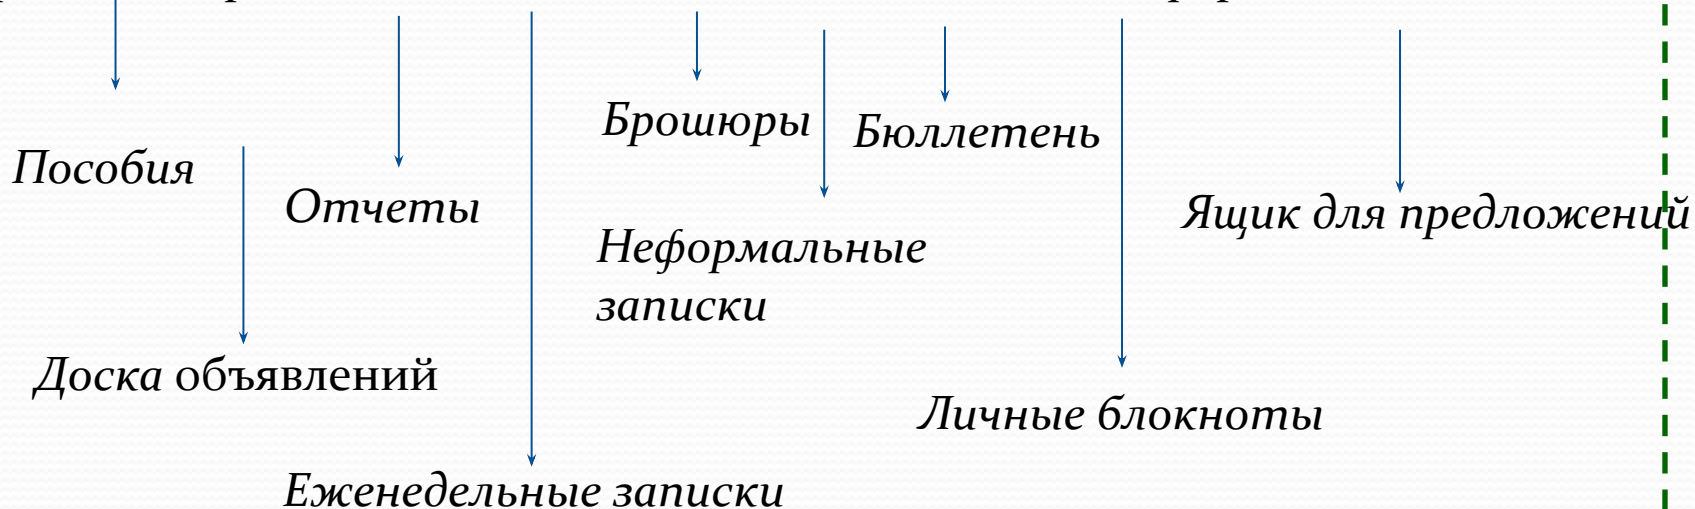 Брошюры
Бюллетень
Пособия
Отчеты
Ящик для предложений
Неформальные
записки
Доска объявлений
Личные блокноты
Еженедельные записки